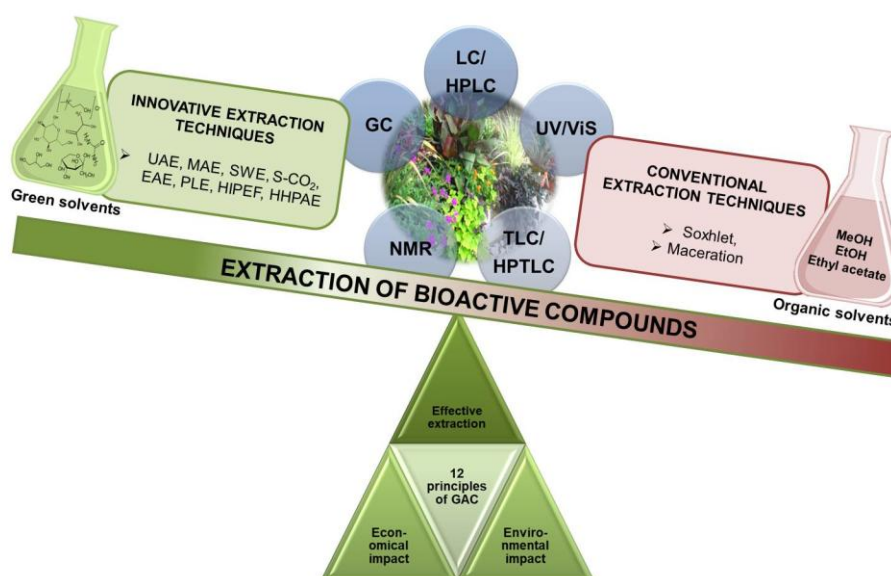 INNOVATIVE EXTRACTION
TECHNIQUES
UAE, MAE, SWE, S-CO₂,
EAE, PLE, HIPEF, HHPAE
Green solvents
GC
LC/
HPLC
UV/ViS
NMR
TLC/
HPTLC
CONVENTIONAL
EXTRACTION TECHNIQUES
Soxhlet,
Maceration
MeOH
EtOH
Ethyl acetate
Organic solvents
EXTRACTION OF BIOACTIVE COMPOUNDS
Effective
extraction
12
principles
of GAC
Econ-
omical
impact
Enviro-
nmental
impact